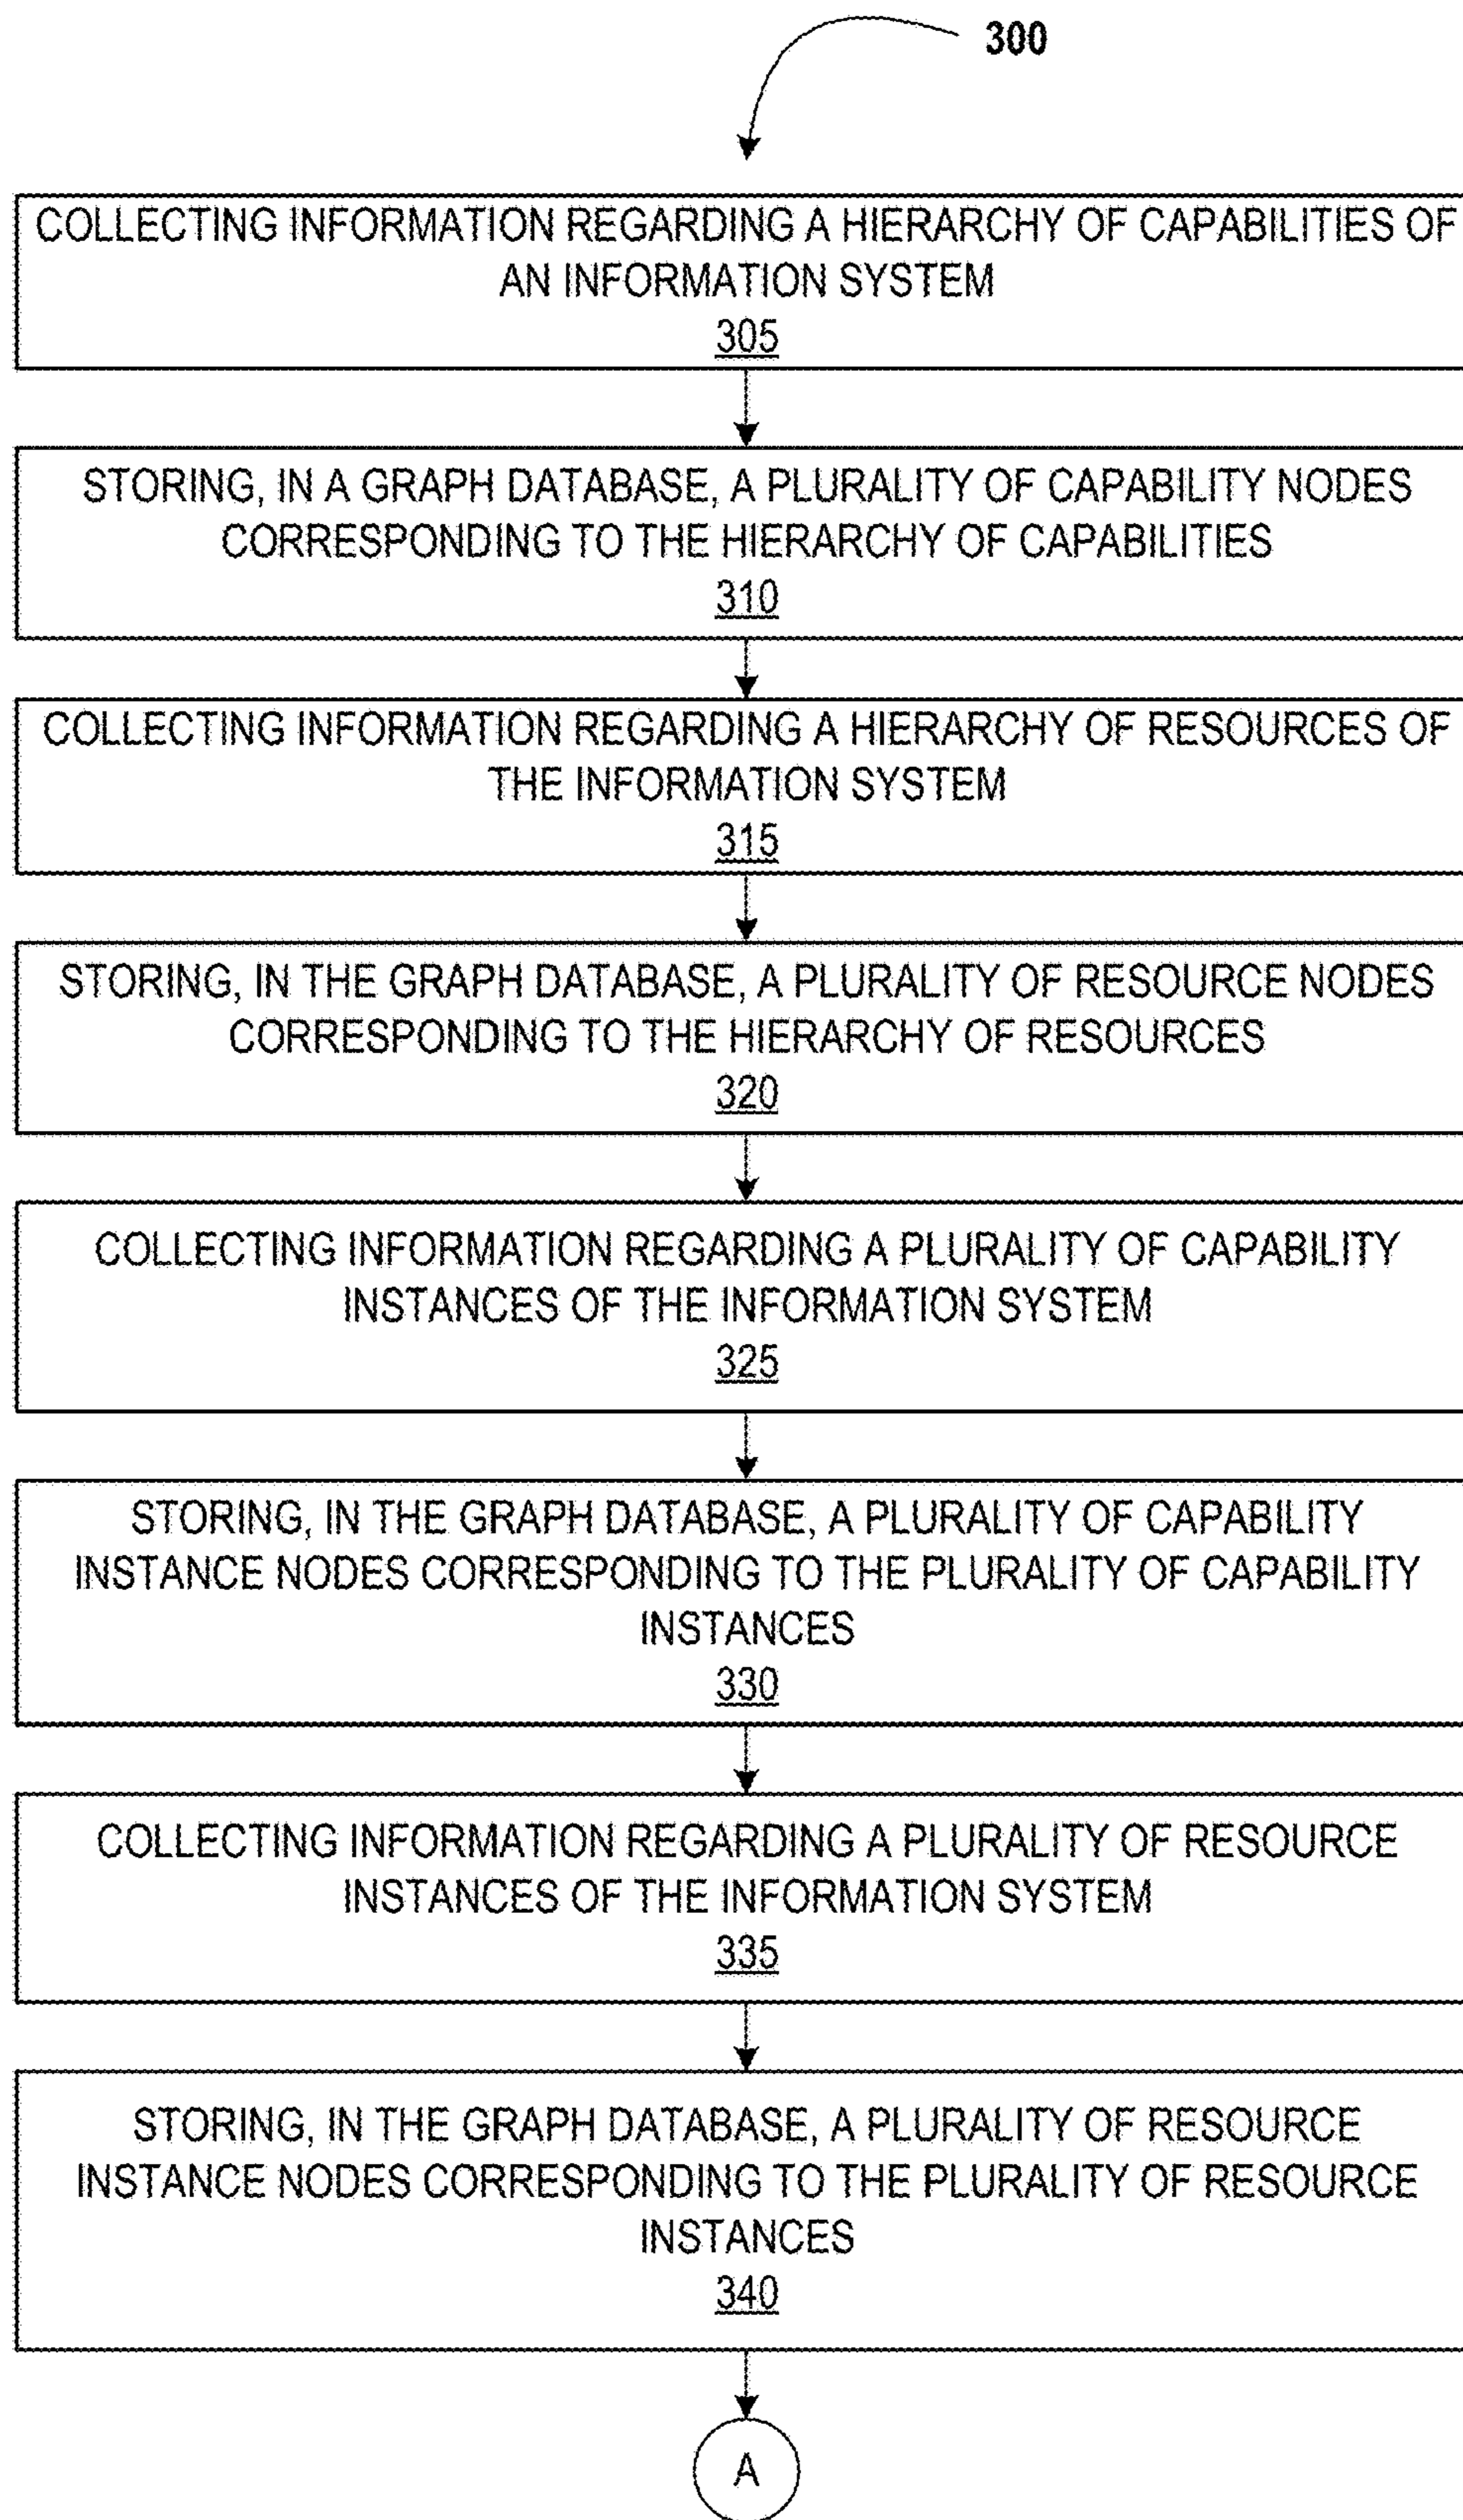 300
COLLECTING INFORMATION REGARDING A HIERARCHY OF CAPABILITIES OF
AN INFORMATION SYSTEM
305
STORING, IN A GRAPH DATABASE, A PLURALITY OF CAPABILITY NODES
CORRESPONDING TO THE HIERARCHY OF CAPABILITIES
310
COLLECTING INFORMATION REGARDING A HIERARCHY OF RESOURCES OF
THE INFORMATION SYSTEM
315
STORING, IN THE GRAPH DATABASE, A PLURALITY OF RESOURCE NODES
CORRESPONDING TO THE HIERARCHY OF RESOURCES
320
COLLECTING INFORMATION REGARDING A PLURALITY OF CAPABILITY
INSTANCES OF THE INFORMATION SYSTEM
325
STORING, IN THE GRAPH DATABASE, A PLURALITY OF CAPABILITY
INSTANCE NODES CORRESPONDING TO THE PLURALITY OF CAPABILITY
INSTANCES
330
COLLECTING INFORMATION REGARDING A PLURALITY OF RESOURCE
INSTANCES OF THE INFORMATION SYSTEM
335
STORING, IN THE GRAPH DATABASE, A PLURALITY OF RESOURCE
INSTANCE NODES CORRESPONDING TO THE PLURALITY OF RESOURCE
INSTANCES
340
A